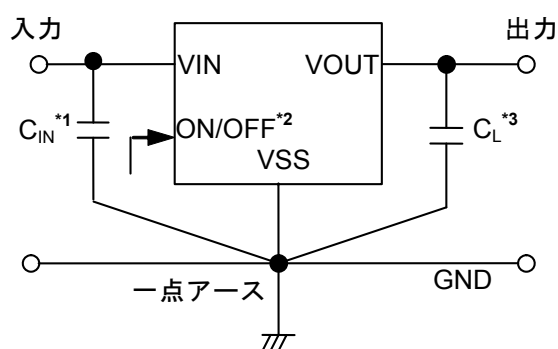 入力
出力
VIN
VOUT
CIN*1
ON/OFF*2
CL*3
VSS
一点アース
GND